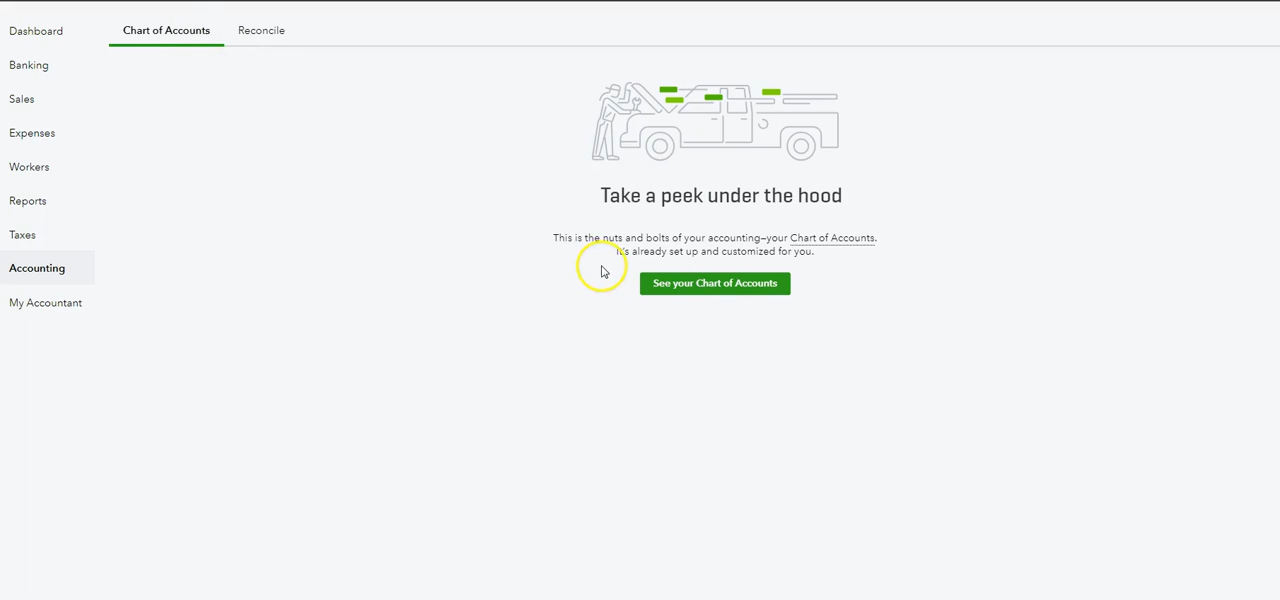 Dashboard
Banking
Sales
Expenses
Workers
Reports
Taxes
Accounting
My Accountant
Chart of Accounts
Reconcile
Take a peek under the hood
This is the nuts and bolts of your accounting–your Chart of Accounts.
It's already set up and customized for you.
See your Chart of Accounts